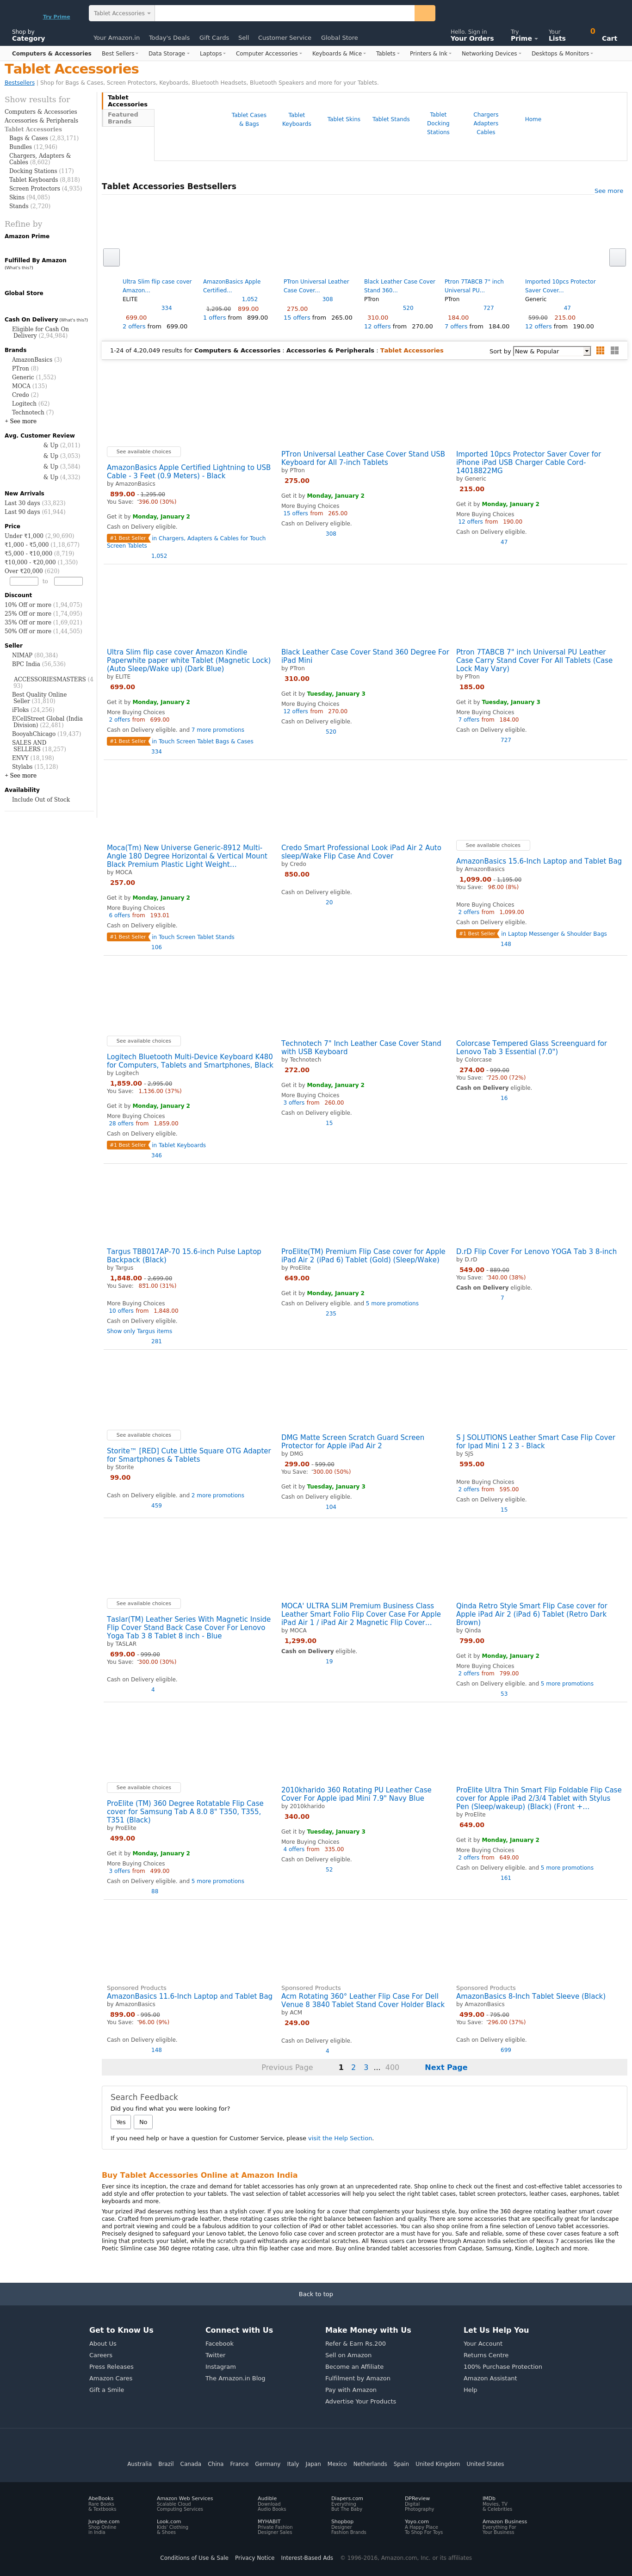 Try Prime
Tablet Accessories
Shop by
Category
Your Amazon.in Today's Deals Gift Cards Sell Customer Service Global Store
Hello. Sign in
Your Orders
Try
Prime
Your
Lists
0
Cart
Computers & Accessories Best Sellers Data Storage Laptops Computer Accessories Keyboards & Mice Tablets Printers & Ink Networking Devices Desktops & Monitors
Tablet Accessories
Bestsellers | Shop for Bags & Cases, Screen Protectors, Keyboards, Bluetooth Headsets, Bluetooth Speakers and more for your Tablets.
Show results for
Computers & Accessories
Accessories & Peripherals
Tablet Accessories
Bags & Cases (2,83,171)
Bundles (12,946)
Chargers, Adapters &
Cables (8,602)
Docking Stations (117)
Tablet Keyboards (8,818)
Screen Protectors (4,935)
Skins (94,085)
Stands (2,720)
Refine by
Amazon Prime
Fulfilled By Amazon
(What's this?)
Global Store
Cash On Delivery (What's this?)
Eligible for Cash On
Delivery (2,94,984)
Brands
AmazonBasics (3)
PTron (8)
Generic (1,552)
MOCA (135)
Credo (2)
Logitech (62)
Technotech (7)
+ See more
Avg. Customer Review
& Up (2,011)
& Up (3,053)
& Up (3,584)
& Up (4,332)
New Arrivals
Last 30 days (33,823)
Last 90 days (61,944)
Price
Under ₹1,000 (2,90,690)
₹1,000 - ₹5,000 (1,18,677)
₹5,000 - ₹10,000 (8,719)
₹10,000 - ₹20,000 (1,350)
Over ₹20,000 (620)
to
Discount
10% Off or more (1,94,075)
25% Off or more (1,74,095)
35% Off or more (1,69,021)
50% Off or more (1,44,505)
Seller
NIMAP (60,384)
BPC India (56,536)
ACCESSORIESMASTERS (4
93)
Best Quality Online
Seller (31,810)
iFloks (24,256)
ECellStreet Global (India
Division) (22,481)
BooyahChicago (19,437)
SALES AND
SELLERS (18,257)
ENVY (18,198)
Stylabs (15,128)
+ See more
Availability
Include Out of Stock
Tablet
Accessories
Featured
Brands
Tablet Cases
& Bags
Tablet
Keyboards
Tablet Skins
Tablet Stands
Tablet
Docking
Stations
Chargers
Adapters
Cables
Home
Tablet Accessories Bestsellers
See more
Ultra Slim flip case cover
Amazon...
ELITE
334
699.00
2 offers from 699.00
AmazonBasics Apple
Certified...
1,052
1,295.00 899.00
1 offers from 899.00
PTron Universal Leather
Case Cover...
308
275.00
15 offers from 265.00
Black Leather Case Cover
Stand 360...
PTron
520
310.00
12 offers from 270.00
Ptron 7TABCB 7" inch
Universal PU...
PTron
727
184.00
7 offers from 184.00
Imported 10pcs Protector
Saver Cover...
Generic
47
599.00 215.00
12 offers from 190.00
1-24 of 4,20,049 results for Computers & Accessories : Accessories & Peripherals : Tablet Accessories
Sort by New & Popular
See available choices
AmazonBasics Apple Certified Lightning to USB
Cable - 3 Feet (0.9 Meters) - Black
by AmazonBasics
899.00 - 1,295.00
You Save: `396.00 (30%)
Get it by Monday, January 2
Cash on Delivery eligible.
#1 Best Seller in Chargers, Adapters & Cables for Touch
Screen Tablets
1,052
PTron Universal Leather Case Cover Stand USB
Keyboard for All 7-inch Tablets
by PTron
275.00
Get it by Monday, January 2
More Buying Choices
15 offers from 265.00
Cash on Delivery eligible.
308
Imported 10pcs Protector Saver Cover for
iPhone iPad USB Charger Cable Cord-
14018822MG
by Generic
215.00
Get it by Monday, January 2
More Buying Choices
12 offers from 190.00
Cash on Delivery eligible.
47
Ultra Slim flip case cover Amazon Kindle
Paperwhite paper white Tablet (Magnetic Lock)
(Auto Sleep/Wake up) (Dark Blue)
by ELITE
699.00
Get it by Monday, January 2
More Buying Choices
2 offers from 699.00
Cash on Delivery eligible. and 7 more promotions
#1 Best Seller in Touch Screen Tablet Bags & Cases
334
Black Leather Case Cover Stand 360 Degree For
iPad Mini
by PTron
310.00
Get it by Tuesday, January 3
More Buying Choices
12 offers from 270.00
Cash on Delivery eligible.
520
Ptron 7TABCB 7" inch Universal PU Leather
Case Carry Stand Cover For All Tablets (Case
Lock May Vary)
by PTron
185.00
Get it by Tuesday, January 3
More Buying Choices
7 offers from 184.00
Cash on Delivery eligible.
727
Moca(Tm) New Universe Generic-8912 Multi-
Angle 180 Degree Horizontal & Vertical Mount
Black Premium Plastic Light Weight...
by MOCA
257.00
Get it by Monday, January 2
More Buying Choices
6 offers from 193.01
Cash on Delivery eligible.
#1 Best Seller in Touch Screen Tablet Stands
106
Credo Smart Professional Look iPad Air 2 Auto
sleep/Wake Flip Case And Cover
by Credo
850.00
Cash on Delivery eligible.
20
See available choices
AmazonBasics 15.6-Inch Laptop and Tablet Bag
by AmazonBasics
1,099.00 - 1,195.00
You Save: 96.00 (8%)
More Buying Choices
2 offers from 1,099.00
Cash on Delivery eligible.
#1 Best Seller in Laptop Messenger & Shoulder Bags
148
See available choices
Logitech Bluetooth Multi-Device Keyboard K480
for Computers, Tablets and Smartphones, Black
by Logitech
1,859.00 - 2,995.00
You Save: 1,136.00 (37%)
Get it by Monday, January 2
More Buying Choices
28 offers from 1,859.00
Cash on Delivery eligible.
#1 Best Seller in Tablet Keyboards
346
Technotech 7" Inch Leather Case Cover Stand
with USB Keyboard
by Technotech
272.00
Get it by Monday, January 2
More Buying Choices
3 offers from 260.00
Cash on Delivery eligible.
15
Colorcase Tempered Glass Screenguard for
Lenovo Tab 3 Essential (7.0")
by Colorcase
274.00 - 999.00
You Save: `725.00 (72%)
Cash on Delivery eligible.
16
Targus TBB017AP-70 15.6-inch Pulse Laptop
Backpack (Black)
by Targus
1,848.00 - 2,699.00
You Save: 851.00 (31%)
More Buying Choices
10 offers from 1,848.00
Cash on Delivery eligible.
Show only Targus items
281
ProElite(TM) Premium Flip Case cover for Apple
iPad Air 2 (iPad 6) Tablet (Gold) (Sleep/Wake)
by ProElite
649.00
Get it by Monday, January 2
Cash on Delivery eligible. and 5 more promotions
235
D.rD Flip Cover For Lenovo YOGA Tab 3 8-inch
by D.rD
549.00 - 889.00
You Save: `340.00 (38%)
Cash on Delivery eligible.
7
See available choices
Storite™ [RED] Cute Little Square OTG Adapter
for Smartphones & Tablets
by Storite
99.00
Cash on Delivery eligible. and 2 more promotions
459
DMG Matte Screen Scratch Guard Screen
Protector for Apple iPad Air 2
by DMG
299.00 - 599.00
You Save: `300.00 (50%)
Get it by Tuesday, January 3
Cash on Delivery eligible.
104
S J SOLUTIONS Leather Smart Case Flip Cover
for Ipad Mini 1 2 3 - Black
by SJS
595.00
More Buying Choices
2 offers from 595.00
Cash on Delivery eligible.
15
See available choices
Taslar(TM) Leather Series With Magnetic Inside
Flip Cover Stand Back Case Cover For Lenovo
Yoga Tab 3 8 Tablet 8 inch - Blue
by TASLAR
699.00 - 999.00
You Save: `300.00 (30%)
Cash on Delivery eligible.
4
MOCA' ULTRA SLiM Premium Business Class
Leather Smart Folio Flip Cover Case For Apple
iPad Air 1 / iPad Air 2 Magnetic Flip Cover...
by MOCA
1,299.00
Cash on Delivery eligible.
19
Qinda Retro Style Smart Flip Case cover for
Apple iPad Air 2 (iPad 6) Tablet (Retro Dark
Brown)
by Qinda
799.00
Get it by Monday, January 2
More Buying Choices
2 offers from 799.00
Cash on Delivery eligible. and 5 more promotions
53
See available choices
ProElite (TM) 360 Degree Rotatable Flip Case
cover for Samsung Tab A 8.0 8" T350, T355,
T351 (Black)
by ProElite
499.00
Get it by Monday, January 2
More Buying Choices
3 offers from 499.00
Cash on Delivery eligible. and 5 more promotions
88
2010kharido 360 Rotating PU Leather Case
Cover For Apple ipad Mini 7.9" Navy Blue
by 2010kharido
340.00
Get it by Tuesday, January 3
More Buying Choices
4 offers from 335.00
Cash on Delivery eligible.
52
ProElite Ultra Thin Smart Flip Foldable Flip Case
cover for Apple iPad 2/3/4 Tablet with Stylus
Pen (Sleep/wakeup) (Black) (Front +...
by ProElite
649.00
Get it by Monday, January 2
More Buying Choices
2 offers from 649.00
Cash on Delivery eligible. and 5 more promotions
161
Sponsored Products
AmazonBasics 11.6-Inch Laptop and Tablet Bag
by AmazonBasics
899.00 - 995.00
You Save: `96.00 (9%)
Cash on Delivery eligible.
148
Sponsored Products
Acm Rotating 360° Leather Flip Case For Dell
Venue 8 3840 Tablet Stand Cover Holder Black
by ACM
249.00
Cash on Delivery eligible.
4
Sponsored Products
AmazonBasics 8-Inch Tablet Sleeve (Black)
by AmazonBasics
499.00 - 795.00
You Save: `296.00 (37%)
Cash on Delivery eligible.
699
Previous Page 1 2 3 ... 400 Next Page
Search Feedback
Did you find what you were looking for?
Yes No
If you need help or have a question for Customer Service, please visit the Help Section.
Buy Tablet Accessories Online at Amazon India
Ever since its inception, the craze and demand for tablet accessories has only grown at an unprecedented rate. Shop online to check out the finest and cost-effective tablet accessories to
add style and offer protection to your tablets. The vast selection of tablet accessories will help you select the right tablet cases, tablet screen protectors, leather cases, earphones, tablet
keyboards and more.
Your prized iPad deserves nothing less than a stylish cover. If you are looking for a cover that complements your business style, buy online the 360 degree rotating leather smart cover
case. Crafted from premium-grade leather, these rotating cases strike the right balance between fashion and quality. There are some accessories that are specifically great for landscape
and portrait viewing and could be a fabulous addition to your collection of iPad or other tablet accessories. You can also shop online from a fine selection of Lenovo tablet accessories.
Precisely designed to safeguard your Lenovo tablet, the Lenovo folio case cover and screen protector are a must have for you. Safe and reliable, some of these cover cases feature a soft
lining that protects your tablet, while the scratch guard withstands any accidental scratches. All Nexus users can browse through Amazon India selection of Nexus 7 accessories like the
Poetic Slimline case 360 degree rotating case, ultra thin flip leather case and more. Buy online branded tablet accessories from Capdase, Samsung, Kindle, Logitech and more.
Back to top
Get to Know Us
About Us
Careers
Press Releases
Amazon Cares
Gift a Smile
Connect with Us
Facebook
Twitter
Instagram
The Amazon.in Blog
Make Money with Us
Refer & Earn Rs.200
Sell on Amazon
Become an Affiliate
Fulfilment by Amazon
Pay with Amazon
Advertise Your Products
Let Us Help You
Your Account
Returns Centre
100% Purchase Protection
Amazon Assistant
Help
Australia Brazil Canada China France Germany Italy Japan Mexico Netherlands Spain United Kingdom United States
AbeBooks
Rare Books
& Textbooks
Amazon Web Services
Scalable Cloud
Computing Services
Audible
Download
Audio Books
Diapers.com
Everything
But The Baby
DPReview
Digital
Photography
IMDb
Movies, TV
& Celebrities
Junglee.com
Shop Online
in India
Look.com
Kids' Clothing
& Shoes
MYHABIT
Private Fashion
Designer Sales
Shopbop
Designer
Fashion Brands
Yoyo.com
A Happy Place
To Shop For Toys
Amazon Business
Everything For
Your Business
Conditions of Use & Sale Privacy Notice Interest-Based Ads © 1996-2016, Amazon.com, Inc. or its affiliates